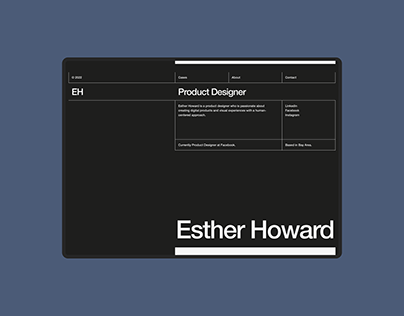 © 2022
Cases
About
Contact
EH
Product Designer
Esther Howard is a product designer who is passionate about
creating digital products and visual experiences with a human-
centered approach.
LinkedIn
Facebook
Instagram
Currently Product Designer at Facebook.
Based in Bay Area.
Esther Howard